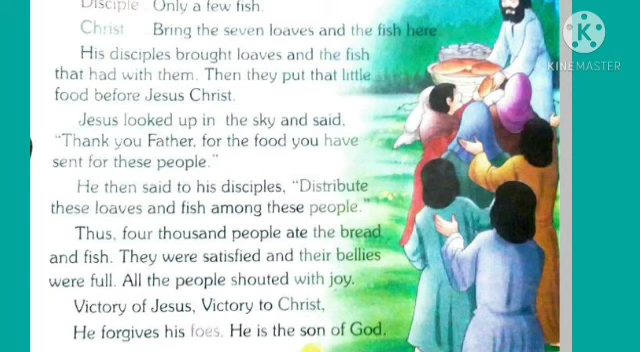 Disciple Only a few fish.
Christ Bring the seven loaves and the fish here.
His disciples brought loaves and the fish
that had with them. Then they put that little
food before Jesus Christ.
Jesus looked up in the sky and said,
“Thank you Father, for the food you have
sent for these people.”
He then said to his disciples, “Distribute
these loaves and fish among these people.”
Thus, four thousand people ate the bread
and fish. They were satisfied and their bellies
were full. All the people shouted with joy.
Victory of Jesus, Victory to Christ,
He forgives his foes. He is the son of God.
KINEMASTER